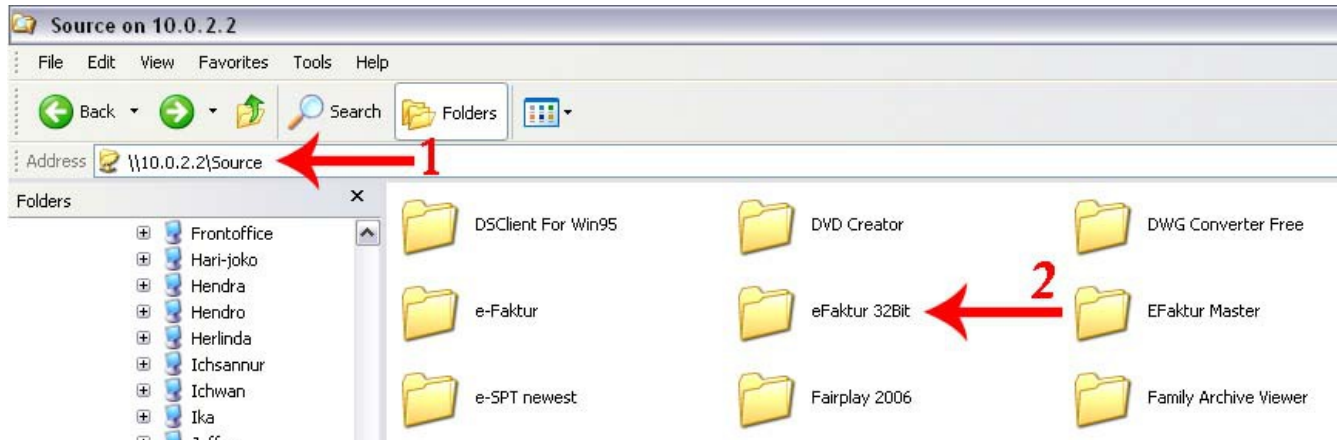 Source on 10.0.2.2
File Edit View Favorites Tools Help
Back Search Folders
Address \\10.0.2.2\Source
1
Folders
Frontoffice
Hari-joko
Hendra
Hendro
Herlinda
Ichsannur
Ichwan
Ika
DSClient For Win95 DVD Creator DWG Converter Free
2
e-Faktur eFaktur 32Bit EFaktur Master
e-SPT newest Fairplay 2006 Family Archive Viewer